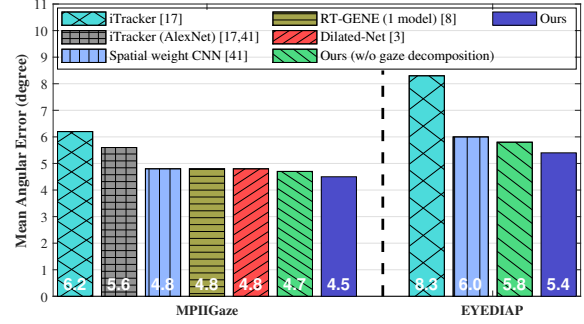 11
10
9
8
7
6
5
4
3
2
1
0
Mean Angular Error (degree)
iTracker [17]
RT-GENE (1 model) [8]
Ours
iTracker (AlexNet) [17,41]
Dilated-Net [3]
Spatial weight CNN [41]
Ours (w/o gaze decomposition)
6.2 5.6 4.8 4.8 4.8 4.7 4.5 8.3 6.0 5.8 5.4
MPIIGaze EYEDIAP